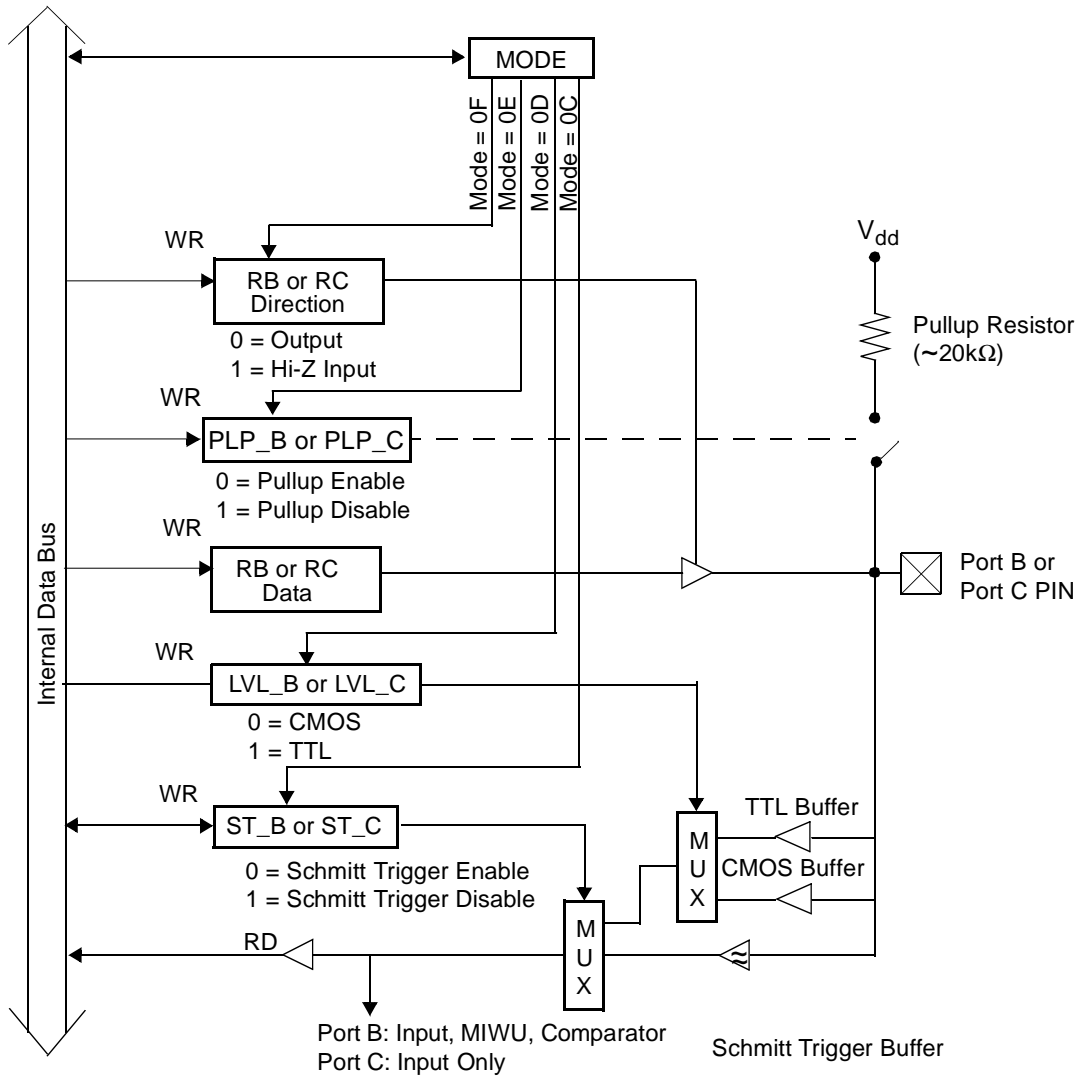 MODE
Mode = 0F
Mode = 0E
Mode = 0D
Mode = 0C
WR
RB or RC
Direction
0 = Output
1 = Hi-Z Input
Vdd
Pullup Resistor
(~20kΩ)
WR
PLP_B or PLP_C
0 = Pullup Enable
1 = Pullup Disable
WR
RB or RC
Data
Port B or
Port C PIN
Internal Data Bus
WR
LVL_B or LVL_C
0 = CMOS
1 = TTL
WR
ST_B or ST_C
0 = Schmitt Trigger Enable
1 = Schmitt Trigger Disable
TTL Buffer
MUX
CMOS Buffer
MUX
RD
≈
Port B: Input, MIWU, Comparator
Port C: Input Only
Schmitt Trigger Buffer